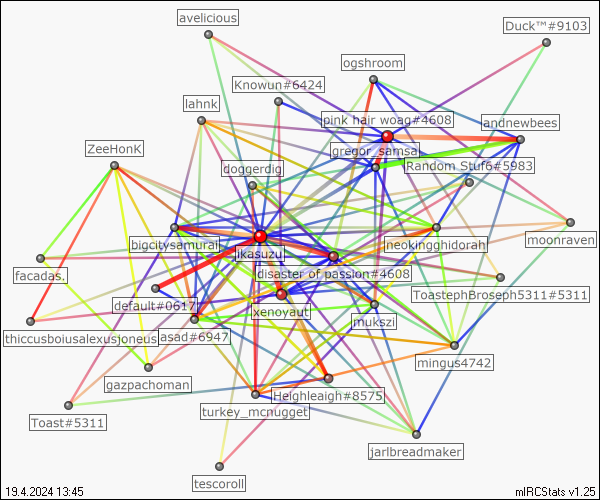 avelicious
Duck™#9103
ogshroom
Knowun#6424
lahnk
pink hair woag#4608
andnewbees
ZeeHonK
gregor_samsa
doggerdig
Random Stuf6#5983
bigcitysamurai
likasuzu
neokingghidorah
moonraven
facadas.
disaster of passion#4608
default#0617
ToastephBroseph5311#5311
xenoyaut
mukszi
thiccusboiusalexusjoneus
asad#6947
mingus4742
gazpachoman
Heighleaigh#8575
turkey_mcnugget
Toast#5311
jarlbreadmaker
tescoroll
19.4.2024 13:45
mIRCStats v1.25